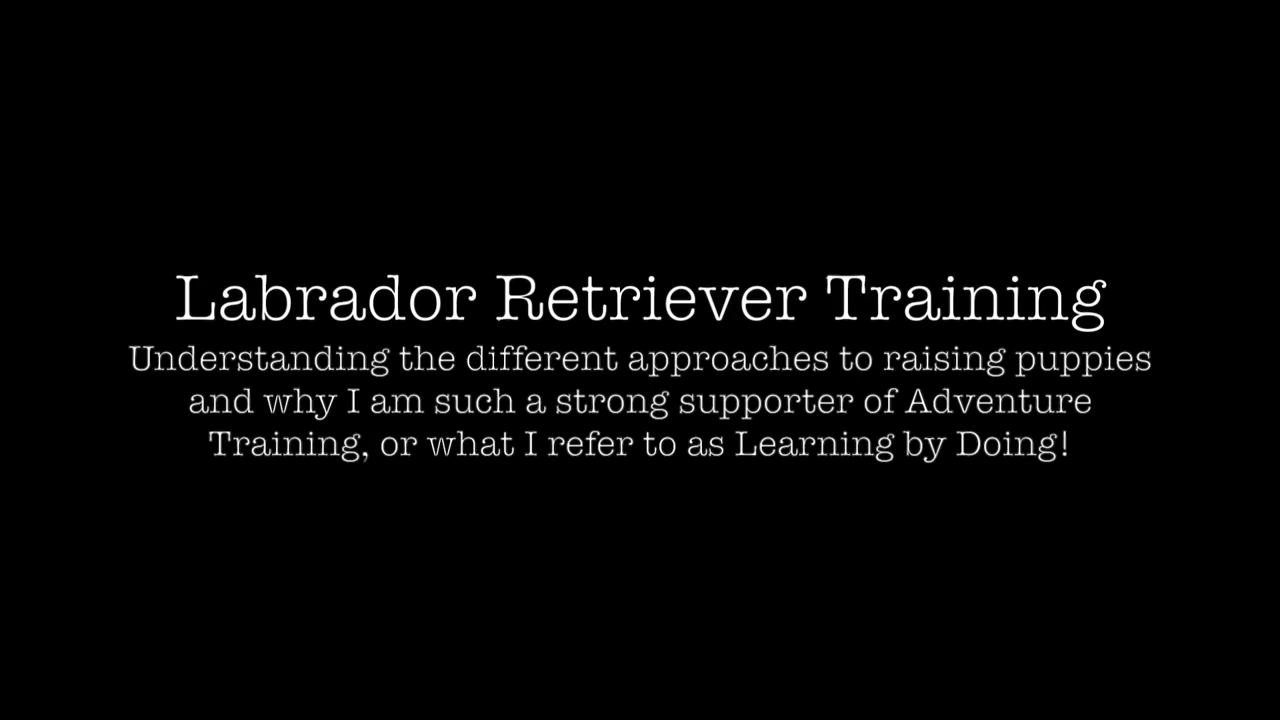 Labrador Retriever Training
Understanding the different approaches to raising puppies
and why I am such a strong supporter of Adventure
Training, or what I refer to as Learning by Doing!